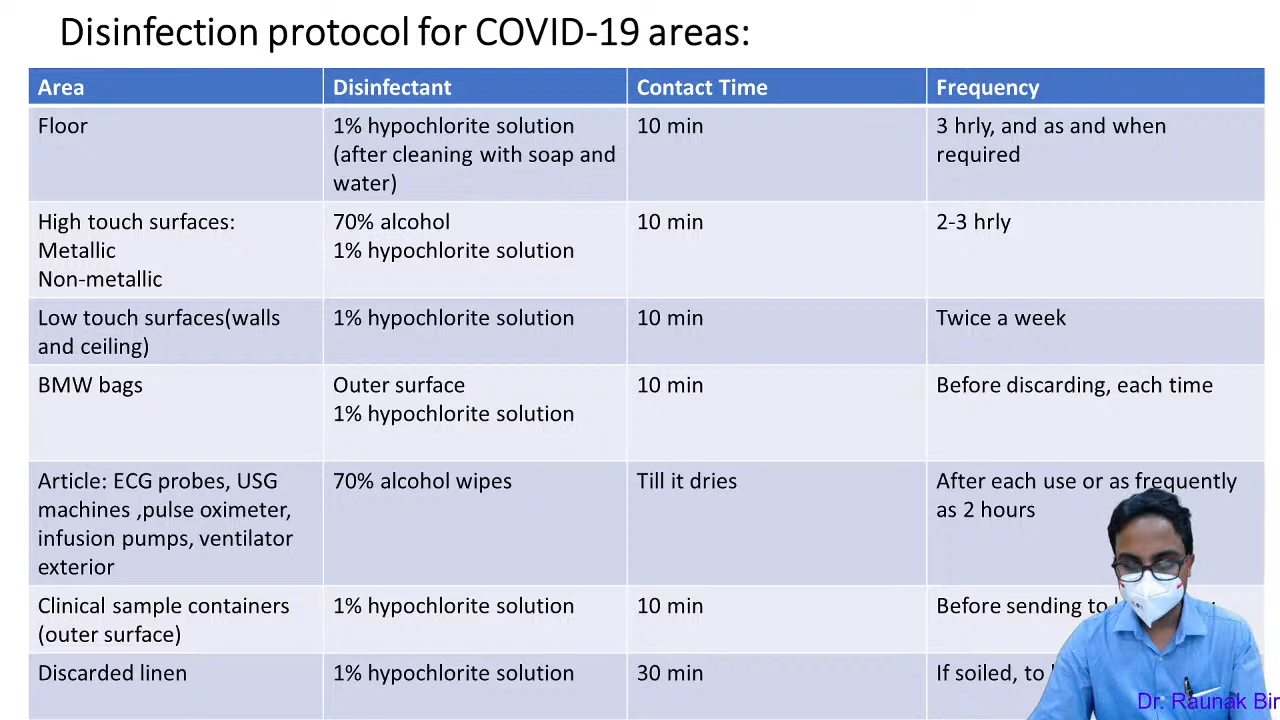 Disinfection protocol for COVID-19 areas:
Area Disinfectant Contact Time Frequency
Floor 1% hypochlorite solution 10 min 3 hrly, and as and when
(after cleaning with soap and required
water)
High touch surfaces: 70% alcohol 10 min 2-3 hrly
Metallic 1% hypochlorite solution
Non-metallic
Low touch surfaces(walls 1% hypochlorite solution 10 min Twice a week
and ceiling)
BMW bags Outer surface 10 min Before discarding, each time
1% hypochlorite solution
Article: ECG probes, USG 70% alcohol wipes Till it dries After each use or as frequently
machines ,pulse oximeter, as 2 hours
infusion pumps, ventilator
exterior
Clinical sample containers 1% hypochlorite solution 10 min Before sending to
(outer surface)
Discarded linen 1% hypochlorite solution 30 min If soiled, to
Dr. Raunak Bir